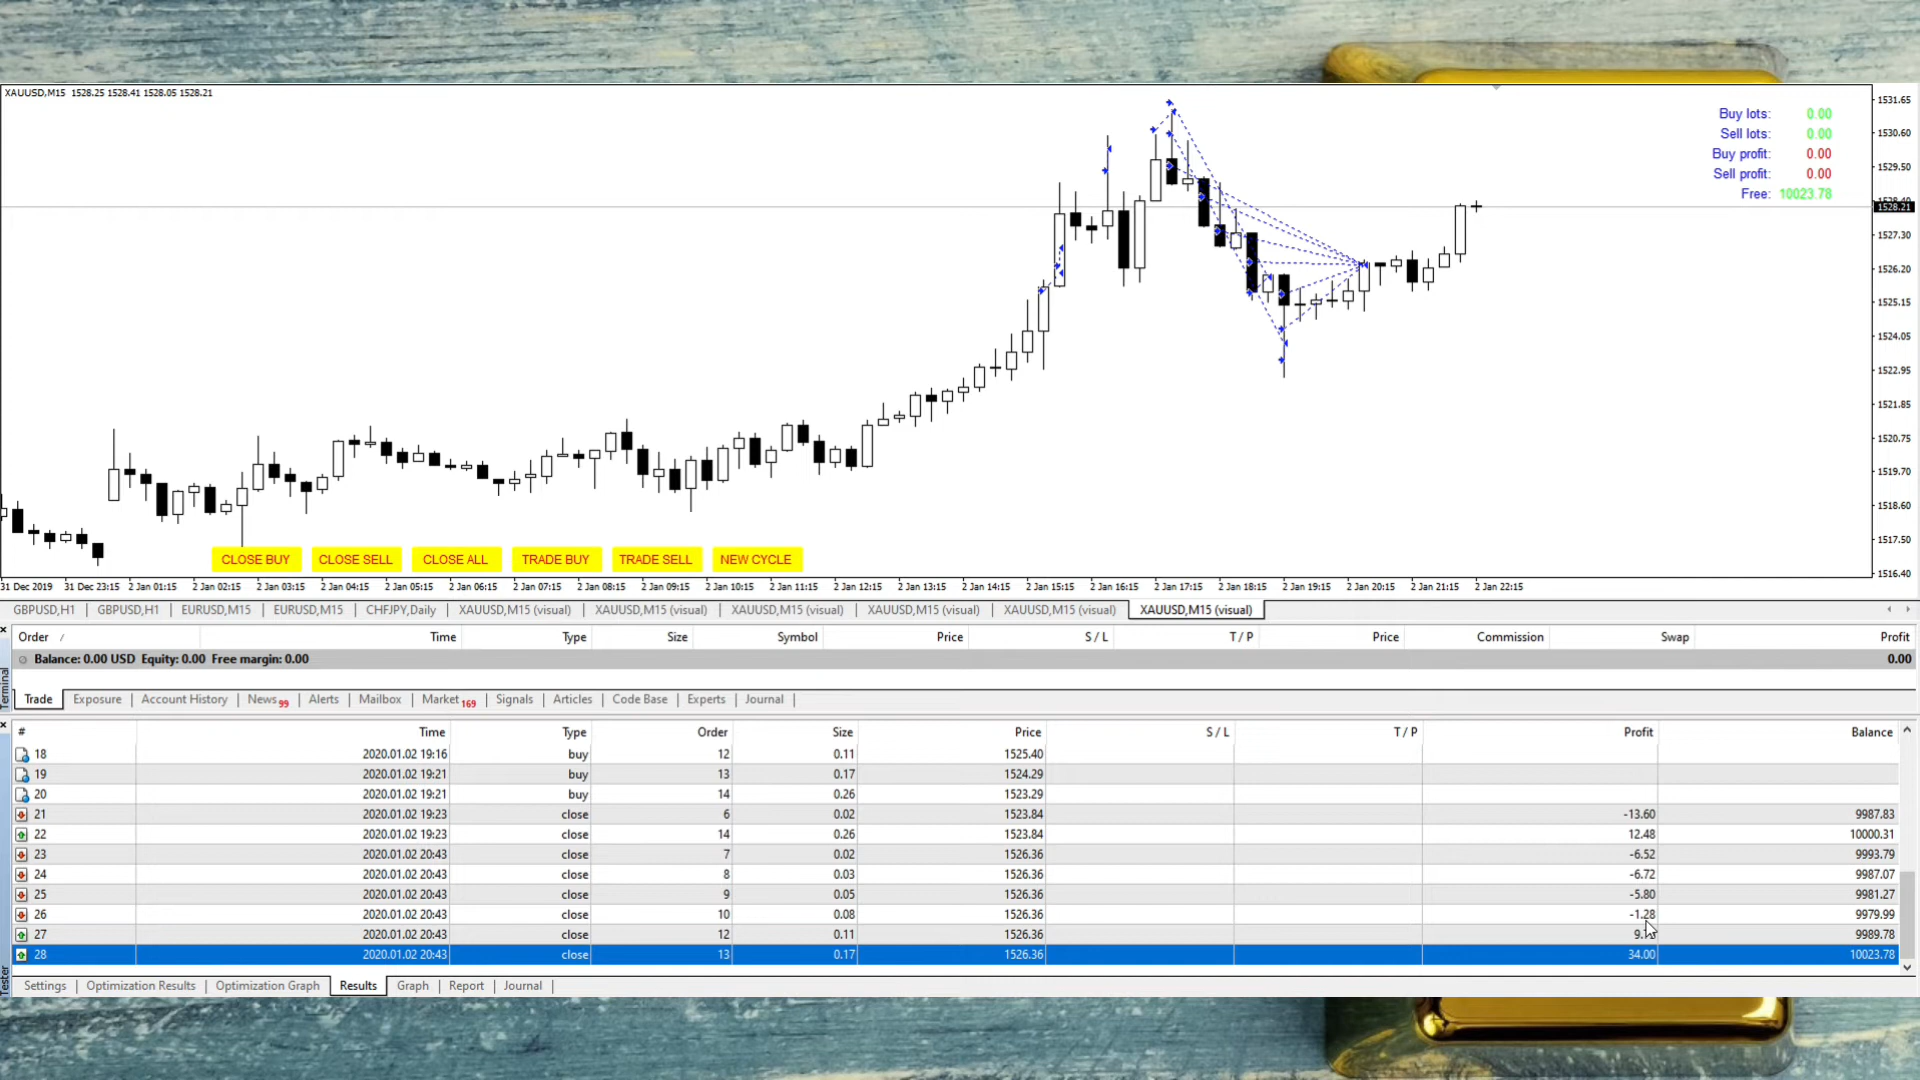 XAUUSD,M15 1528.25 1528.41 1528.05 1528.21
Buy lots: 0.00
Sell lots: 0.00
Buy profit: 0.00
Sell profit: 0.00
Free: 10023.78
1531.65
1530.60
1529.50
1528.21
1527.30
1526.20
1525.15
1524.05
1522.95
1521.85
1520.75
1519.70
1518.60
1517.50
1516.40
CLOSE BUY CLOSE SELL CLOSE ALL TRADE BUY TRADE SELL NEW CYCLE
31 Dec 2019 31 Dec 23:15 2 Jan 01:15 2 Jan 02:15 2 Jan 03:15 2 Jan 04:15 2 Jan 05:15 2 Jan 06:15 2 Jan 07:15 2 Jan 08:15 2 Jan 09:15 2 Jan 10:15 2 Jan 11:15 2 Jan 12:15 2 Jan 13:15 2 Jan 14:15 2 Jan 15:15 2 Jan 16:15 2 Jan 17:15 2 Jan 18:15 2 Jan 19:15 2 Jan 20:15 2 Jan 21:15 2 Jan 22:15
GBPUSD,H1 GBPUSD,H1 EURUSD,M15 EURUSD,M15 CHFJPY,Daily XAUUSD,M15 (visual) XAUUSD,M15 (visual) XAUUSD,M15 (visual) XAUUSD,M15 (visual) XAUUSD,M15 (visual) XAUUSD,M15 (visual)
Order / Time Type Size Symbol Price S / L T / P Price Commission Swap Profit
Balance: 0.00 USD Equity: 0.00 Free margin: 0.00 0.00
Terminal
Trade Exposure Account History News 99 Alerts Mailbox Market 169 Signals Articles Code Base Experts Journal
# Time Type Order Size Price S / L T / P Profit Balance
18 2020.01.02 19:16 buy 12 0.11 1525.40
19 2020.01.02 19:21 buy 13 0.17 1524.29
20 2020.01.02 19:21 buy 14 0.26 1523.29
21 2020.01.02 19:23 close 6 0.02 1523.84 -13.60 9987.83
22 2020.01.02 19:23 close 14 0.26 1523.84 12.48 10000.31
23 2020.01.02 20:43 close 7 0.02 1526.36 -6.52 9993.79
24 2020.01.02 20:43 close 8 0.03 1526.36 -6.72 9987.07
25 2020.01.02 20:43 close 9 0.05 1526.36 -5.80 9981.27
26 2020.01.02 20:43 close 10 0.08 1526.36 -1.28 9979.99
27 2020.01.02 20:43 close 12 0.11 1526.36 9989.78
28 2020.01.02 20:43 close 13 0.17 1526.36 34.00 10023.78
Tester
Settings Optimization Results Optimization Graph Results Graph Report Journal